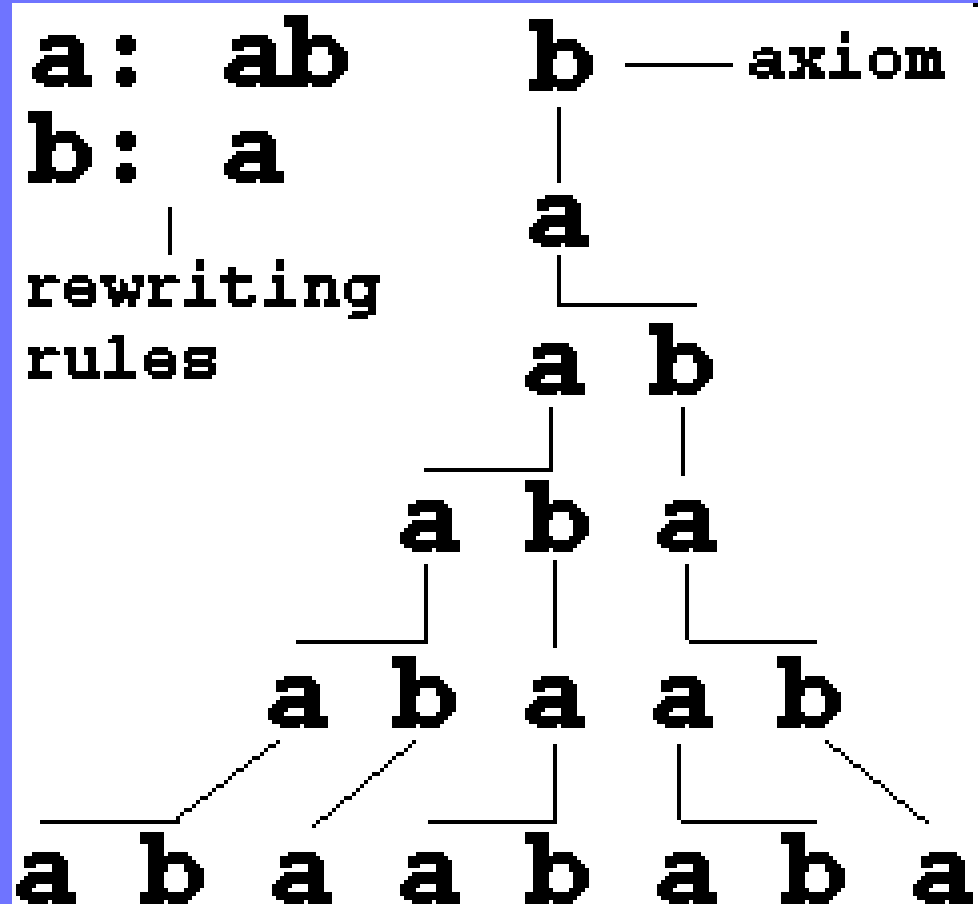 a: ab
b: a
rewriting
rules
b axiom
a
a b
a b a
a b a a b
a b a a b a b a